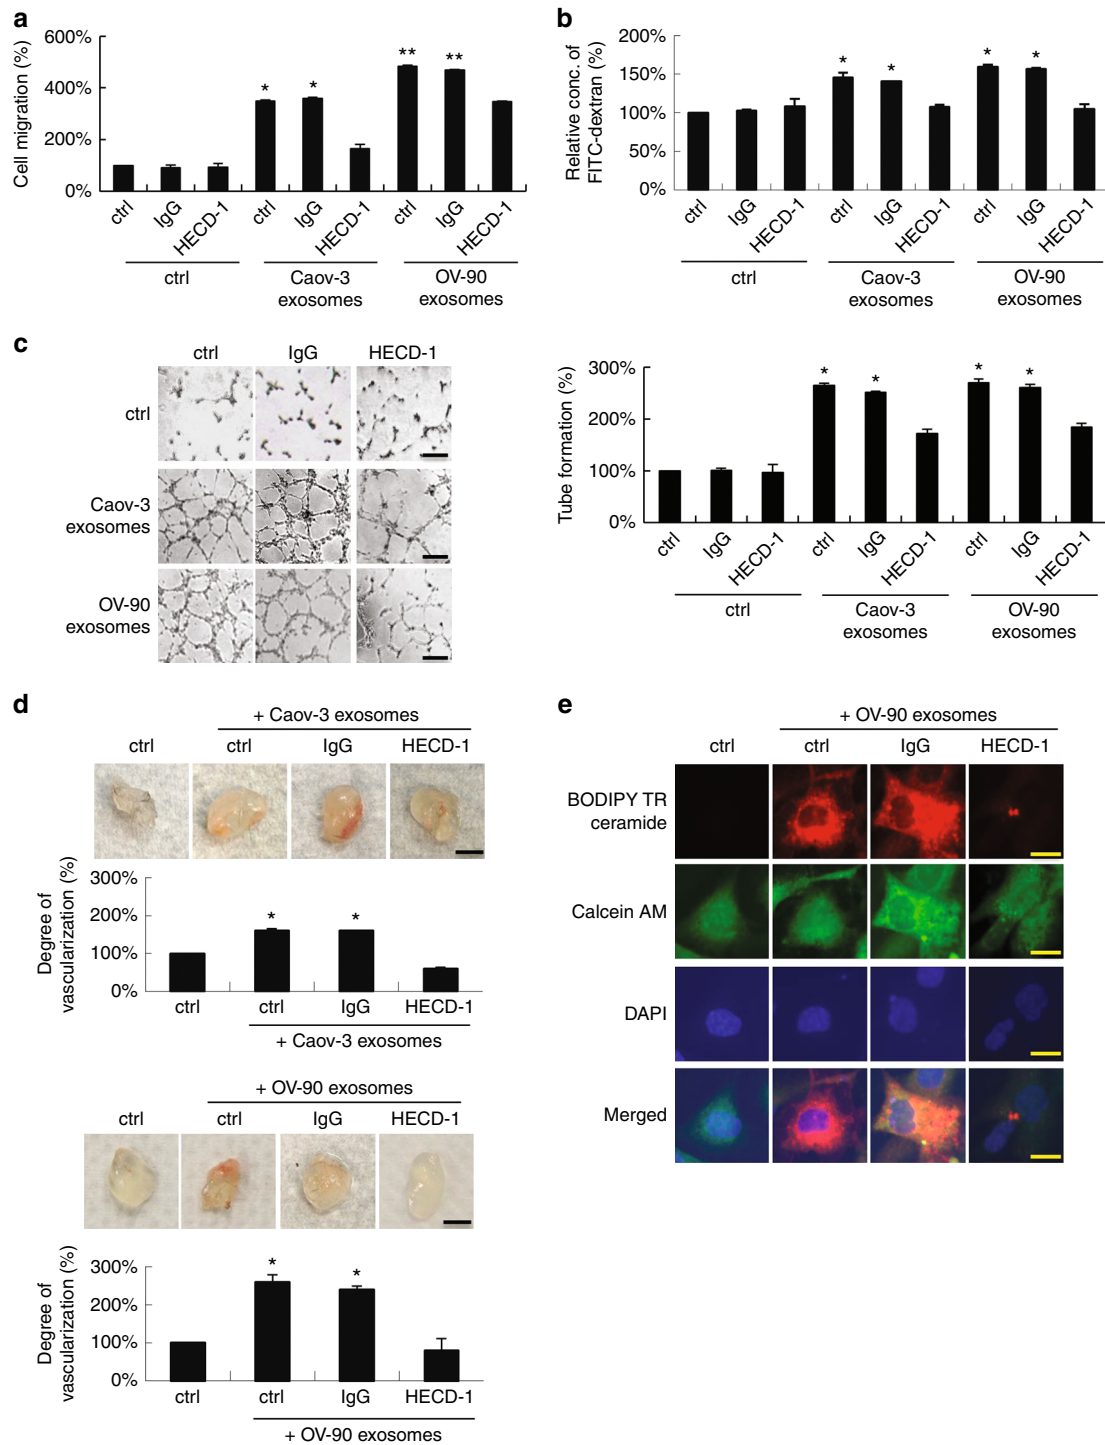 a
Cell migration (%)
600%
400%
200%
0%
** **
* *
ctrl IgG HECD-1 ctrl IgG HECD-1 ctrl IgG HECD-1
ctrl Caov-3 exosomes OV-90 exosomes
b
Relative conc. of
FITC-dextran (%)
200%
150%
100%
50%
0%
* * * *
ctrl IgG HECD-1 ctrl IgG HECD-1 ctrl IgG HECD-1
ctrl Caov-3 exosomes OV-90 exosomes
c
ctrl IgG HECD-1
ctrl
Caov-3
exosomes
OV-90
exosomes
Tube formation (%)
300%
200%
100%
0%
* * * *
ctrl IgG HECD-1 ctrl IgG HECD-1 ctrl IgG HECD-1
ctrl Caov-3 exosomes OV-90 exosomes
d
+ Caov-3 exosomes
ctrl ctrl IgG HECD-1
Degree of
vascularization (%)
300%
200%
100%
0%
* *
ctrl ctrl IgG HECD-1
+ Caov-3 exosomes
+ OV-90 exosomes
ctrl ctrl IgG HECD-1
Degree of
vascularization (%)
300%
200%
100%
0%
* *
ctrl ctrl IgG HECD-1
+ OV-90 exosomes
e
+ OV-90 exosomes
ctrl ctrl IgG HECD-1
BODIPY TR
ceramide
Calcein AM
DAPI
Merged